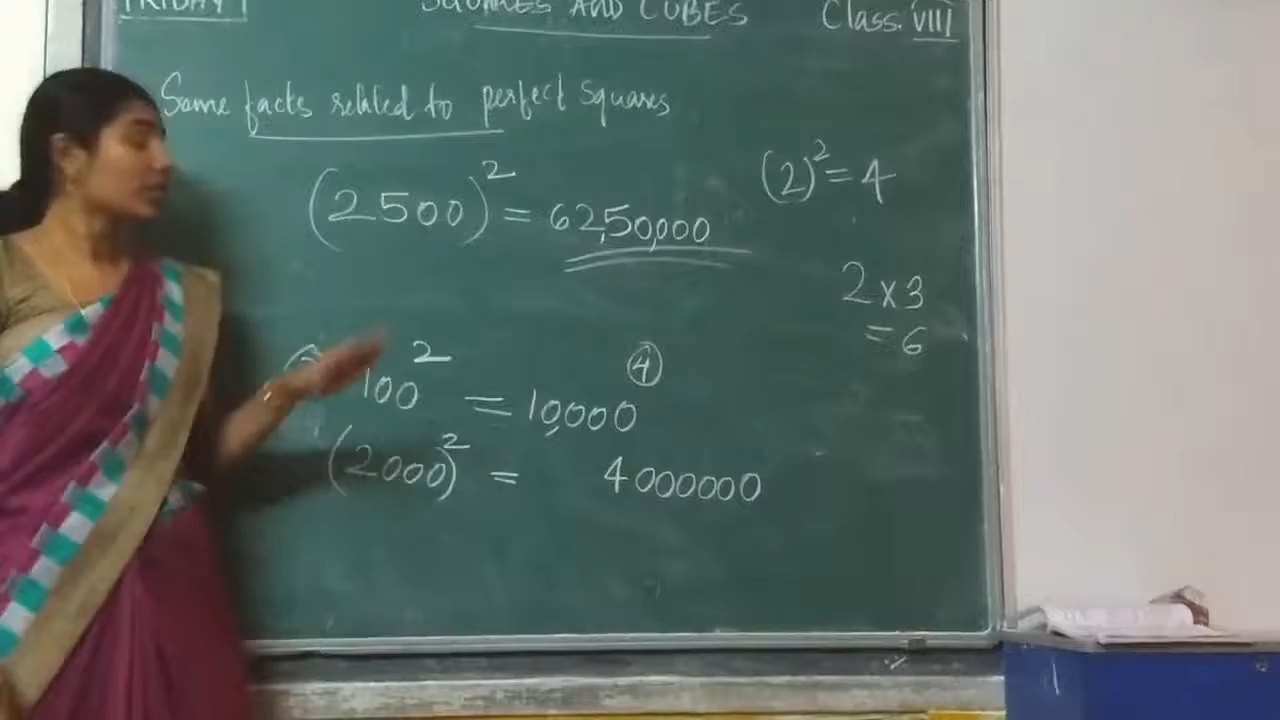 FRIDAY SQUARES AND CUBES Class. VIII
Some facts related to perfect squares
(2500)² = 62,50,000
(2)² = 4
2 x 3
= 6
100² = 10,000 ④
(2000)² = 4000000